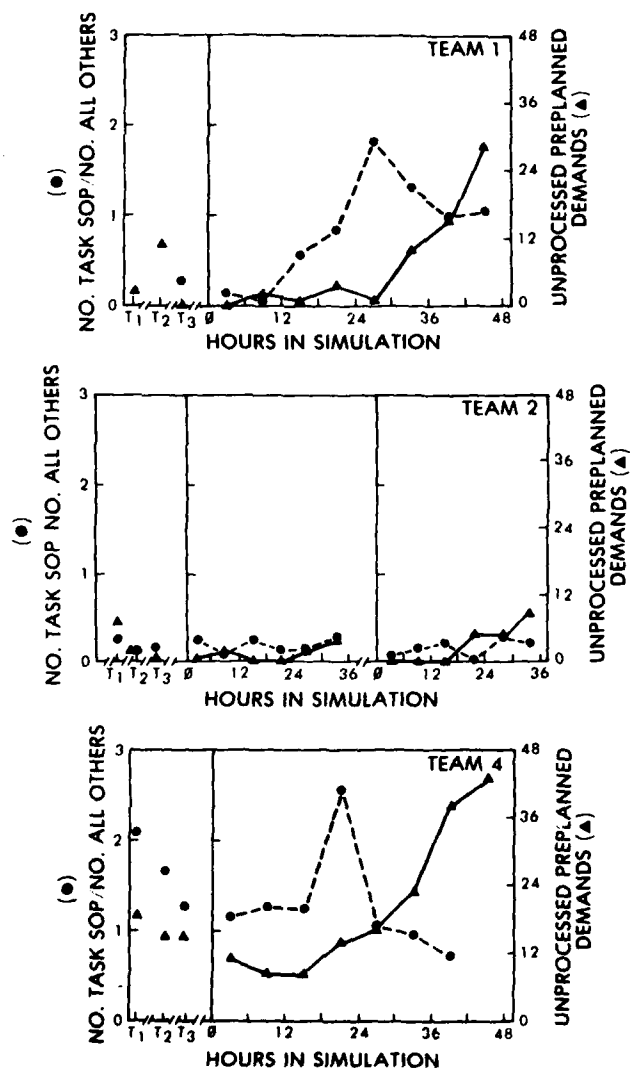 TEAM 1
3
2
1
0
NO. TASK SOP/NO. ALL OTHERS
(●)
48
36
24
12
0
UNPROCESSED PREPLANNED
DEMANDS (▲)
T1 T2 T3 0 12 24 36 48
HOURS IN SIMULATION
TEAM 2
3
2
1
0
NO. TASK SOP NO. ALL OTHERS
(●)
48
36
24
12
0
UNPROCESSED PREPLANNED
DEMANDS (▲)
T1 T2 T3 0 12 24 36 0 12 24 36
HOURS IN SIMULATION
TEAM 4
3
2
1
0
NO. TASK SOP/NO. ALL OTHERS
(●)
48
36
24
12
0
UNPROCESSED PREPLANNED
DEMANDS (▲)
T1 T2 T3 0 12 24 36 48
HOURS IN SIMULATION